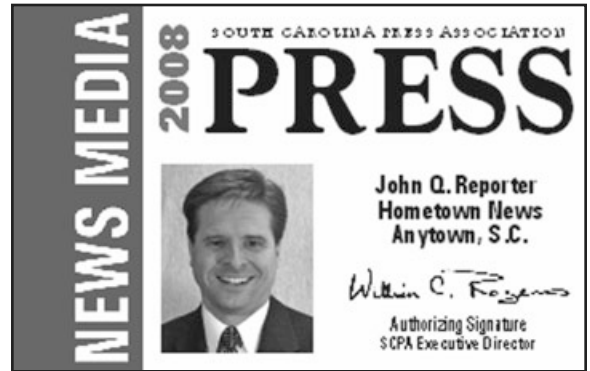 NEWS MEDIA
2008
SOUTH CAROLINA PRESS ASSOCIATION
PRESS
John Q. Reporter
Hometown News
Anytown, S.C.
William C. Rogers
Authorizing Signature
SCPA Executive Director